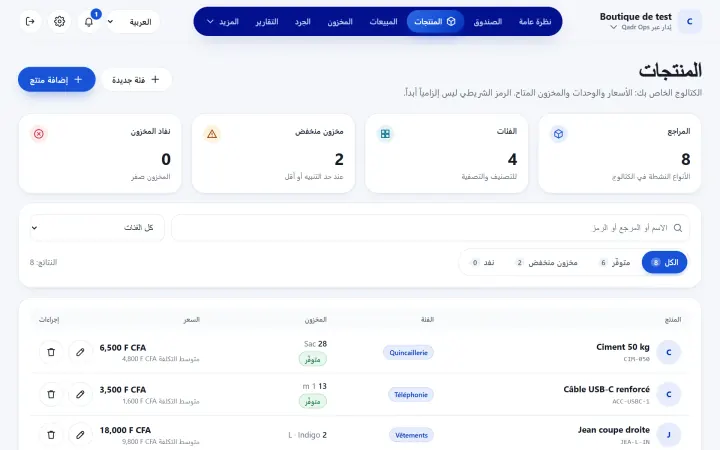 Boutique de test
يُدار عبر Qadr Ops
نظرة عامة
الصندوق
المنتجات
المبيعات
المخزون
الجرد
التقارير
المزيد
العربية
1
C
المنتجات
الكتالوج الخاص بك: الأسعار والوحدات والمخزون المتاح. الرمز الشريطي ليس إلزامياً أبداً.
فئة جديدة
إضافة منتج
المراجع
8
الأنواع النشطة في الكتالوج
الفئات
4
للتصنيف والتصفية
مخزون منخفض
2
عند حد التنبيه أو أقل
نفاد المخزون
0
المخزون صفر
الاسم أو المرجع أو الرمز
كل الفئات
الكل 8
متوفّر 6
مخزون منخفض 2
نفد 0
النتائج: 8
المنتج
الفئة
المخزون
السعر
إجراءات
C
Ciment 50 kg
CIM-050
Quincaillerie
Sac 28
متوفّر
6,500 F CFA
متوسط التكلفة 4,800 F CFA
C
Câble USB-C renforcé
ACC-USBC-1
Téléphonie
m 1 13
متوفّر
3,500 F CFA
متوسط التكلفة 1,600 F CFA
J
Jean coupe droite
JEA-L-IN
Vêtements
L · Indigo 2
18,000 F CFA
متوسط التكلفة 9,800 F CFA